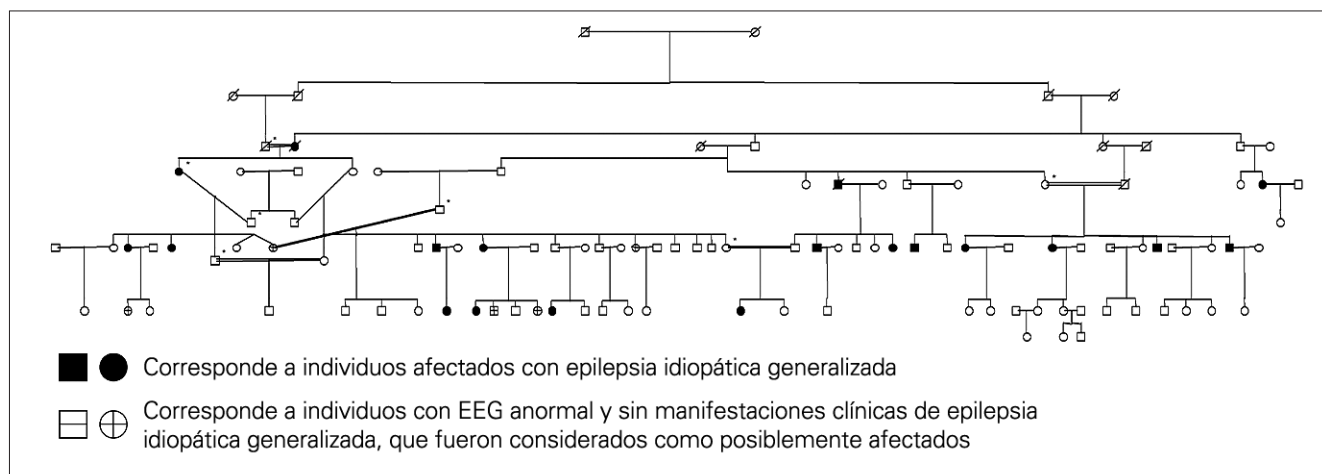 Corresponde a individuos afectados con epilepsia idiopática generalizada
Corresponde a individuos con EEG anormal y sin manifestaciones clínicas de epilepsia
idiopática generalizada, que fueron considerados como posiblemente afectados